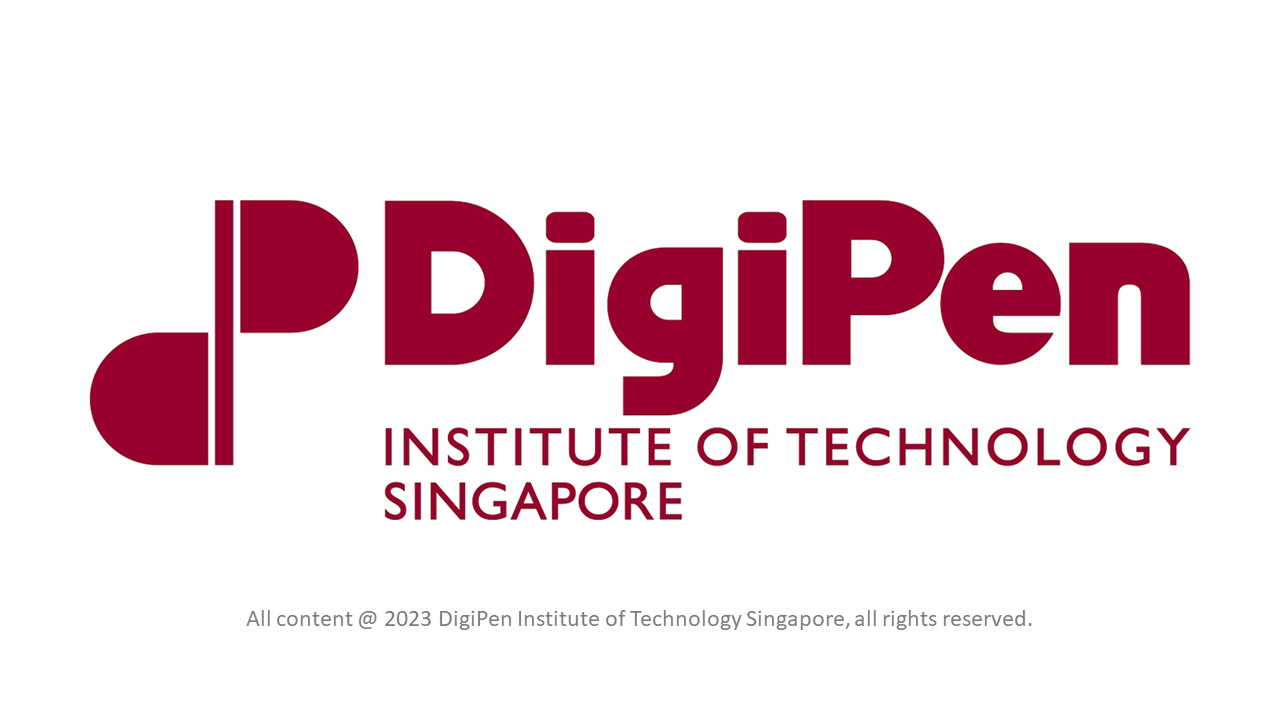 DigiPen
INSTITUTE OF TECHNOLOGY
SINGAPORE
All content @ 2023 DigiPen Institute of Technology Singapore, all rights reserved.